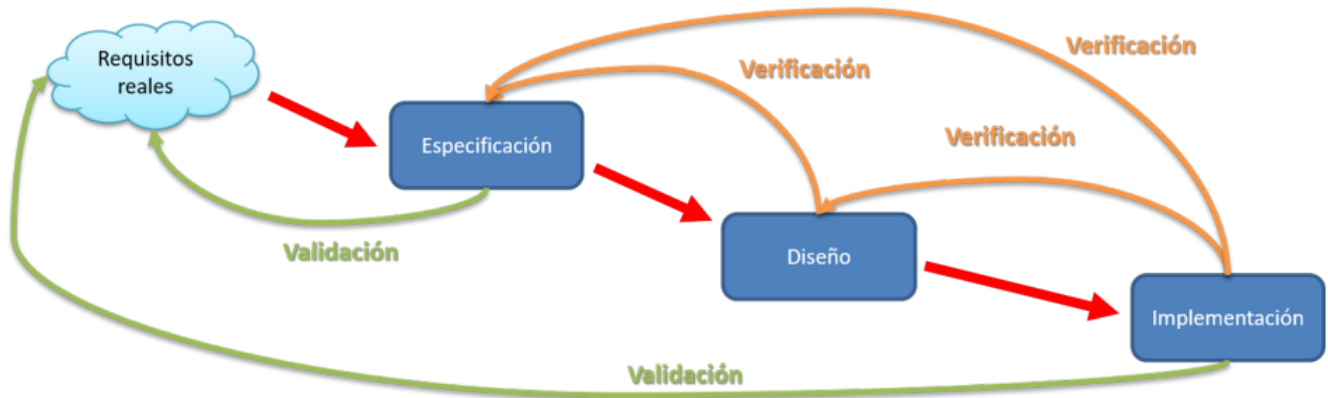 Requisitos
reales
Verificación
Verificación
Especificación
Verificación
Validación
Diseño
Implementación
Validación